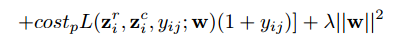 +cost_p L(𝐳_i^r, 𝐳_i^c, y_{ij}; 𝐰)(1 + y_{ij})] + λ||𝐰||²